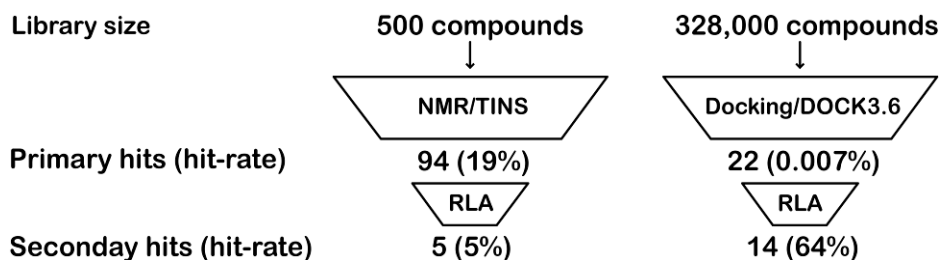 Library size 500 compounds 328,000 compounds
NMR/TINS Docking/DOCK3.6
Primary hits (hit-rate) 94 (19%) 22 (0.007%)
RLA RLA
Seconday hits (hit-rate) 5 (5%) 14 (64%)